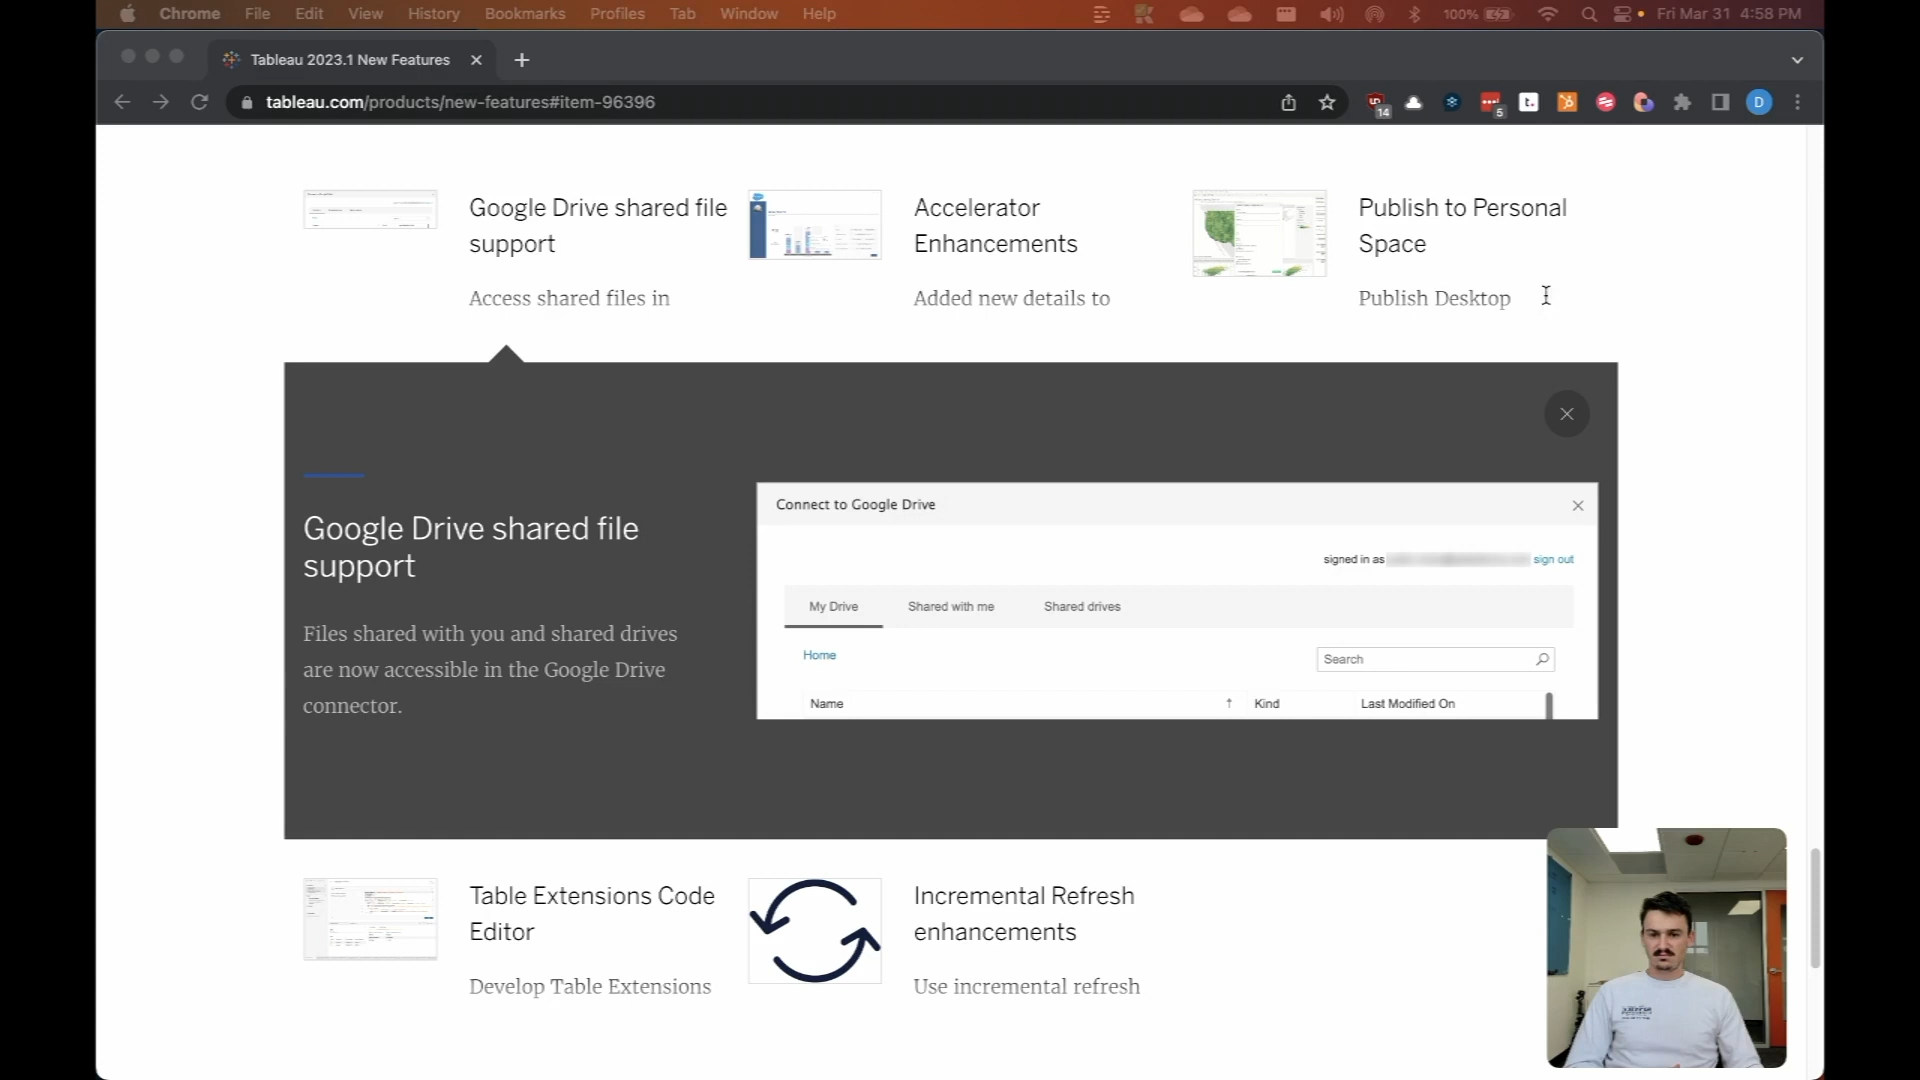 Chrome File Edit View History Bookmarks Profiles Tab Window Help 100% Fri Mar 31 4:58 PM
Tableau 2023.1 New Features
tableau.com/products/new-features#item-96396
14
5
t.
D
Google Drive shared file
support
Access shared files in
Accelerator
Enhancements
Added new details to
Publish to Personal
Space
Publish Desktop
Google Drive shared file
support
Files shared with you and shared drives
are now accessible in the Google Drive
connector.
Connect to Google Drive
signed in as
sign out
My Drive Shared with me Shared drives
Home
Search
Name Kind Last Modified On
Table Extensions Code
Editor
Develop Table Extensions
Incremental Refresh
enhancements
Use incremental refresh